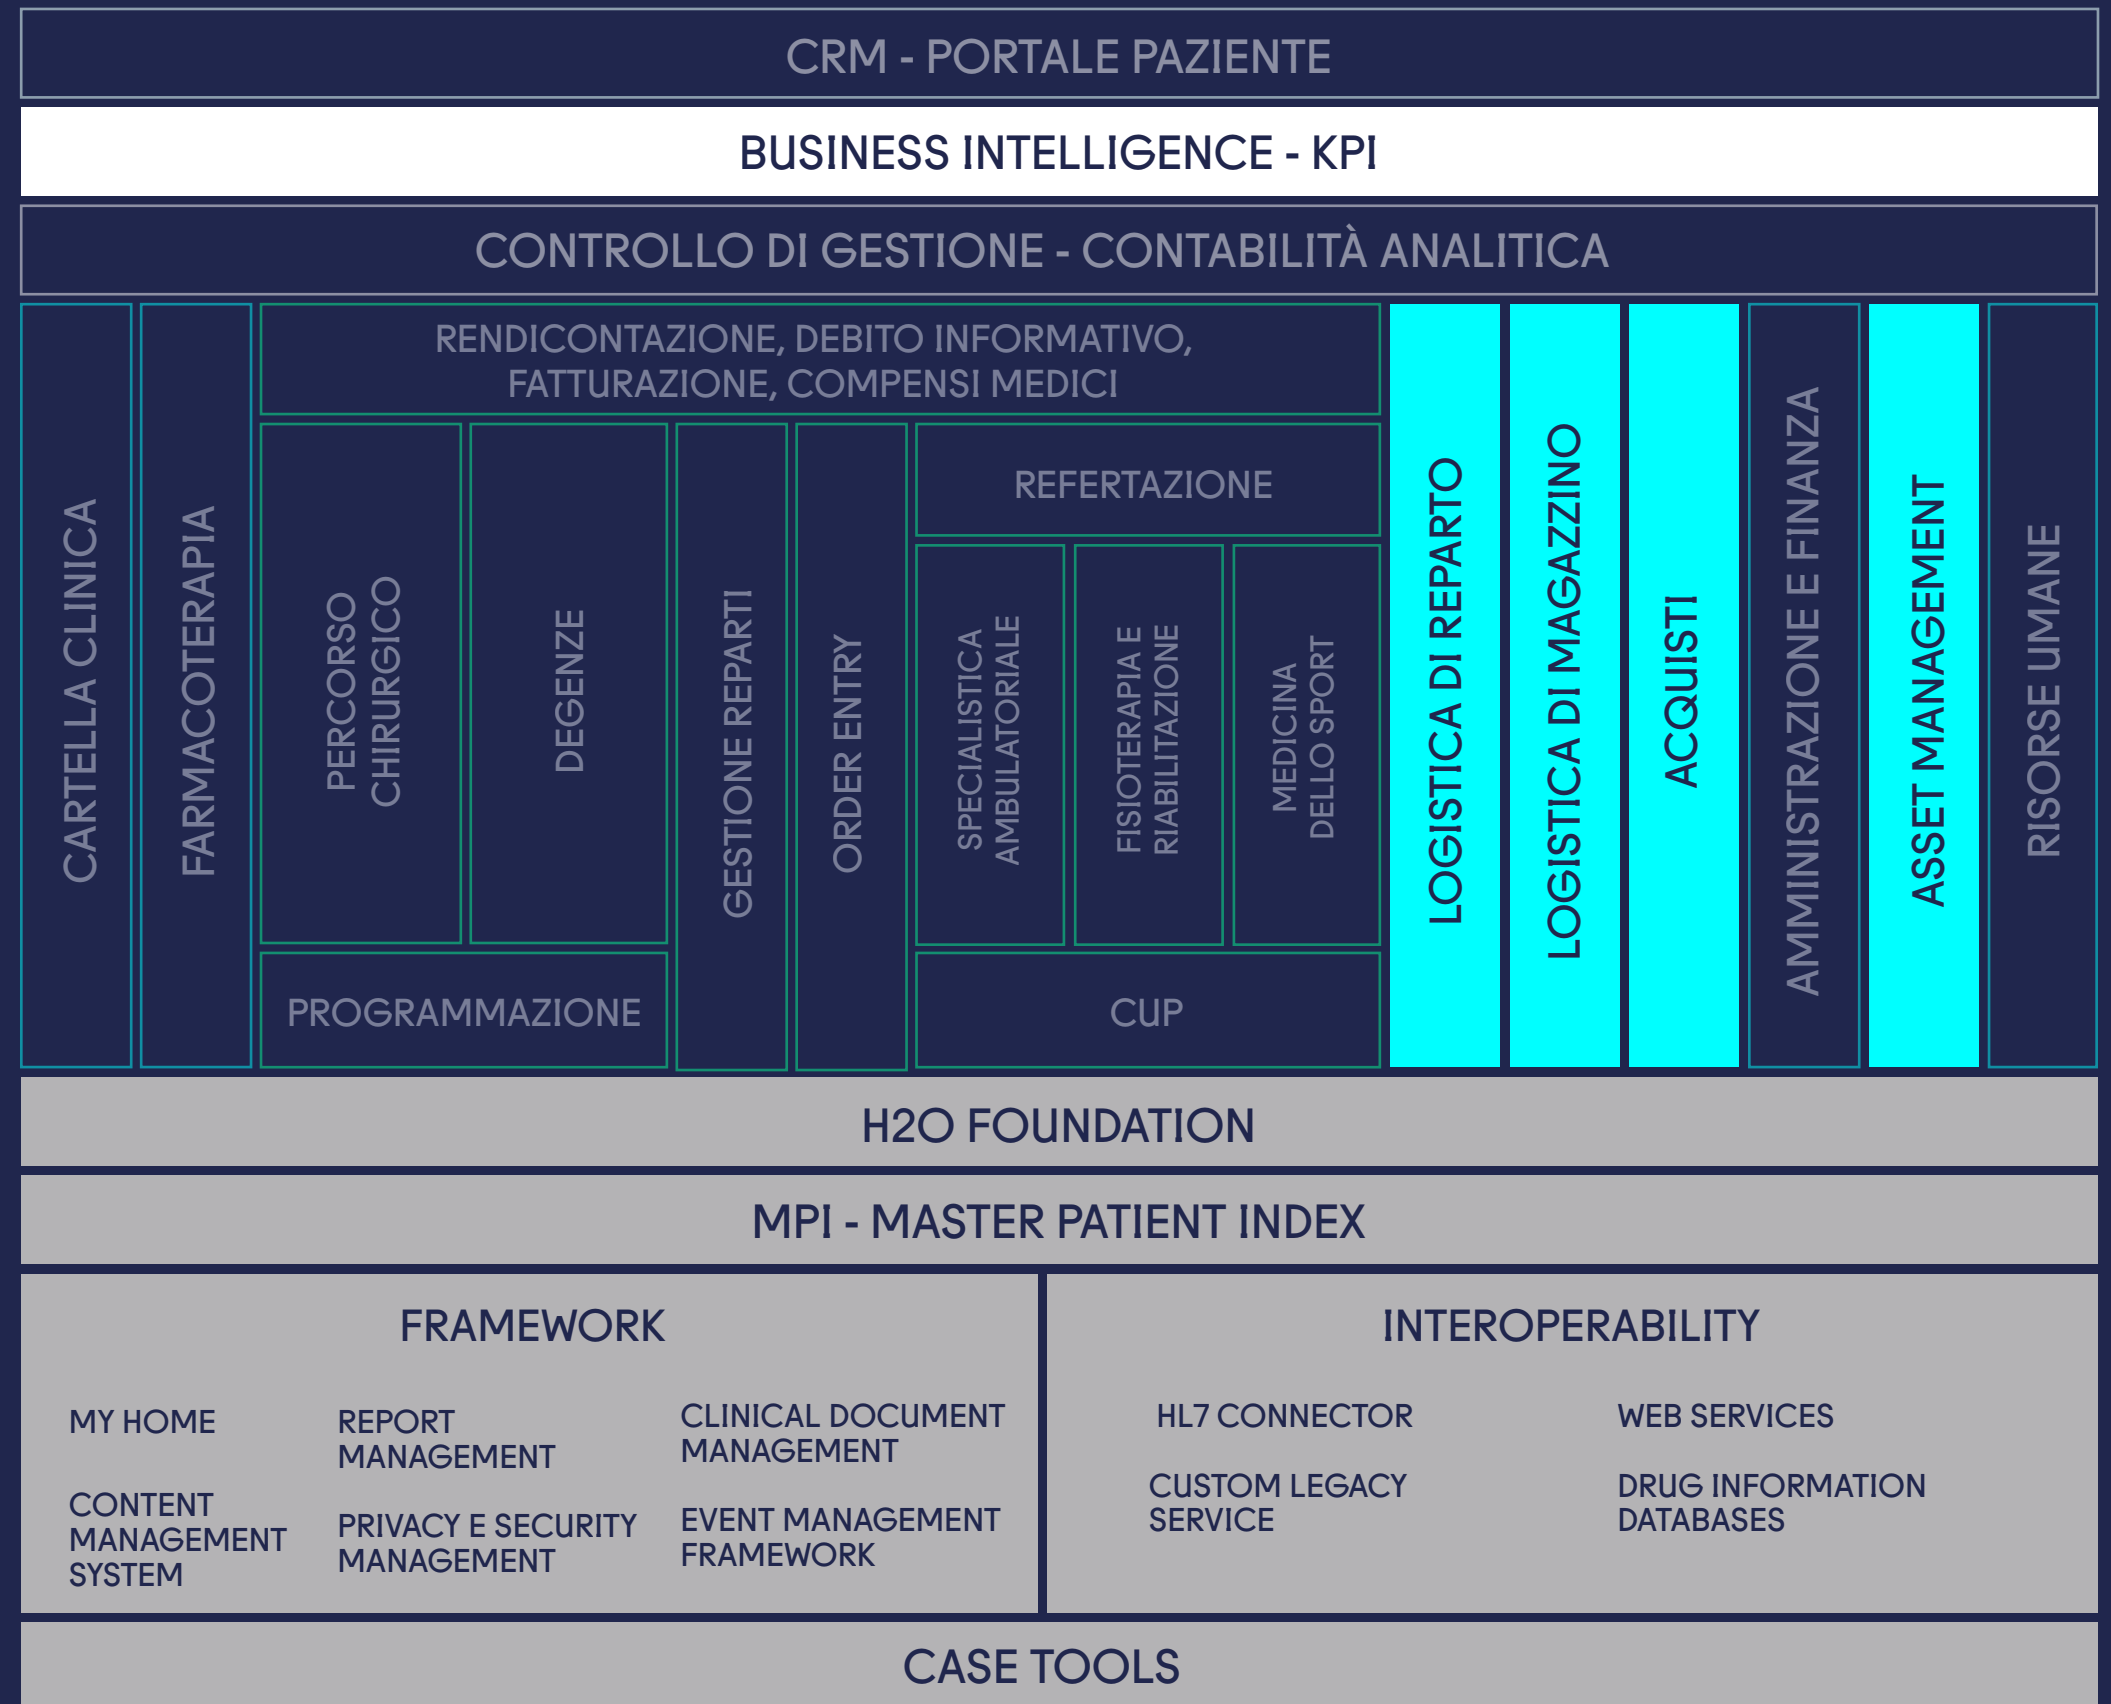 CRM - PORTALE PAZIENTE
BUSINESS INTELLIGENCE - KPI
CONTROLLO DI GESTIONE - CONTABILITÀ ANALITICA
CARTELLA CLINICA
FARMACOTERAPIA
RENDICONTAZIONE, DEBITO INFORMATIVO,
FATTURAZIONE, COMPENSI MEDICI
PERCORSO
CHIRURGICO
DEGENZE
PROGRAMMAZIONE
GESTIONE REPARTI
ORDER ENTRY
REFERTAZIONE
SPECIALISTICA
AMBULATORIALE
FISIOTERAPIA E
RIABILITAZIONE
MEDICINA
DELLO SPORT
CUP
LOGISTICA DI REPARTO
LOGISTICA DI MAGAZZINO
ACQUISTI
AMMINISTRAZIONE E FINANZA
ASSET MANAGEMENT
RISORSE UMANE
H2O FOUNDATION
MPI - MASTER PATIENT INDEX
FRAMEWORK
MY HOME
CONTENT
MANAGEMENT
SYSTEM
REPORT
MANAGEMENT
PRIVACY E SECURITY
MANAGEMENT
CLINICAL DOCUMENT
MANAGEMENT
EVENT MANAGEMENT
FRAMEWORK
INTEROPERABILITY
HL7 CONNECTOR
CUSTOM LEGACY
SERVICE
WEB SERVICES
DRUG INFORMATION
DATABASES
CASE TOOLS